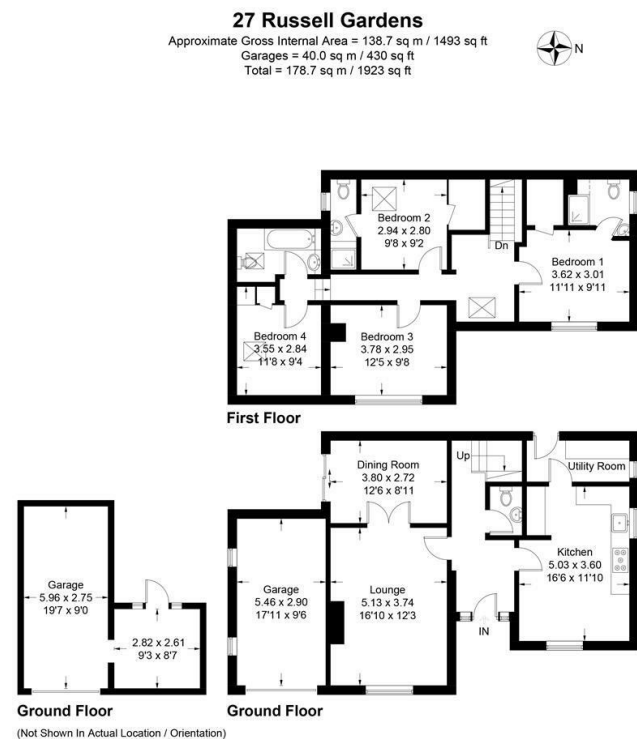 27 Russell Gardens
Approximate Gross Internal Area = 138.7 sq m / 1493 sq ft
Garages = 40.0 sq m / 430 sq ft
Total = 178.7 sq m / 1923 sq ft
N
Bedroom 2
2.94 x 2.80
9'8 x 9'2
Dn
Bedroom 1
3.62 x 3.01
11'11 x 9'11
Bedroom 4
3.55 x 2.84
11'8 x 9'4
Bedroom 3
3.78 x 2.95
12'5 x 9'8
First Floor
Dining Room
3.80 x 2.72
12'6 x 8'11
Up
Utility Room
Kitchen
5.03 x 3.60
16'6 x 11'10
Garage
5.96 x 2.75
19'7 x 9'0
2.82 x 2.61
9'3 x 8'7
Garage
5.46 x 2.90
17'11 x 9'6
Lounge
5.13 x 3.74
16'10 x 12'3
IN
Ground Floor
Ground Floor
(Not Shown In Actual Location / Orientation)